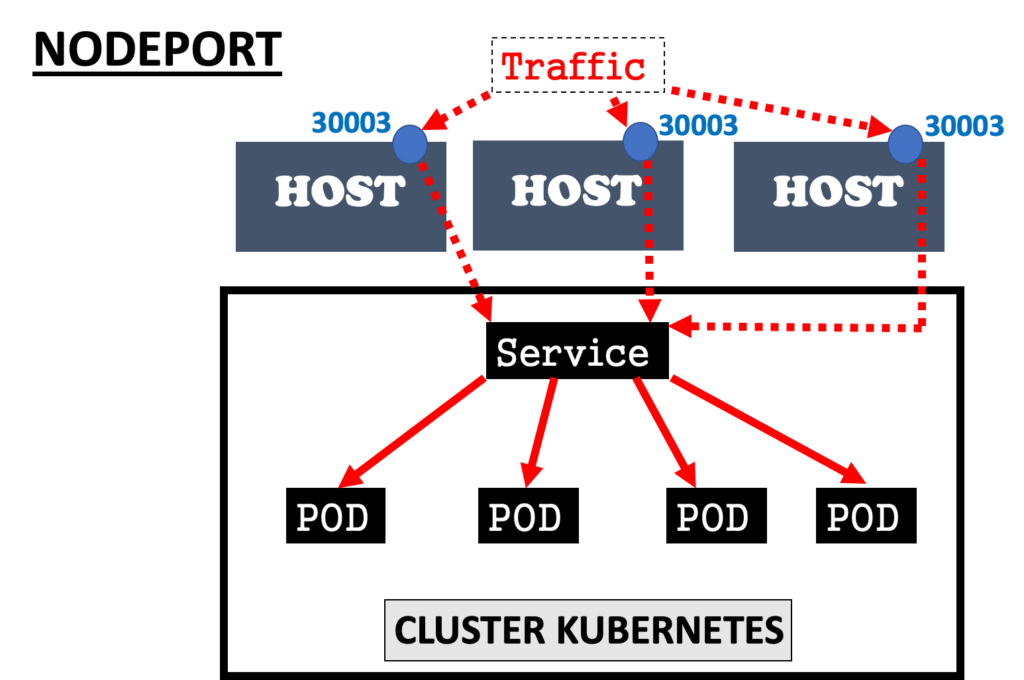 NODEPORT
Traffic
30003
30003
30003
HOST
HOST
HOST
Service
POD
POD
POD
POD
CLUSTER KUBERNETES